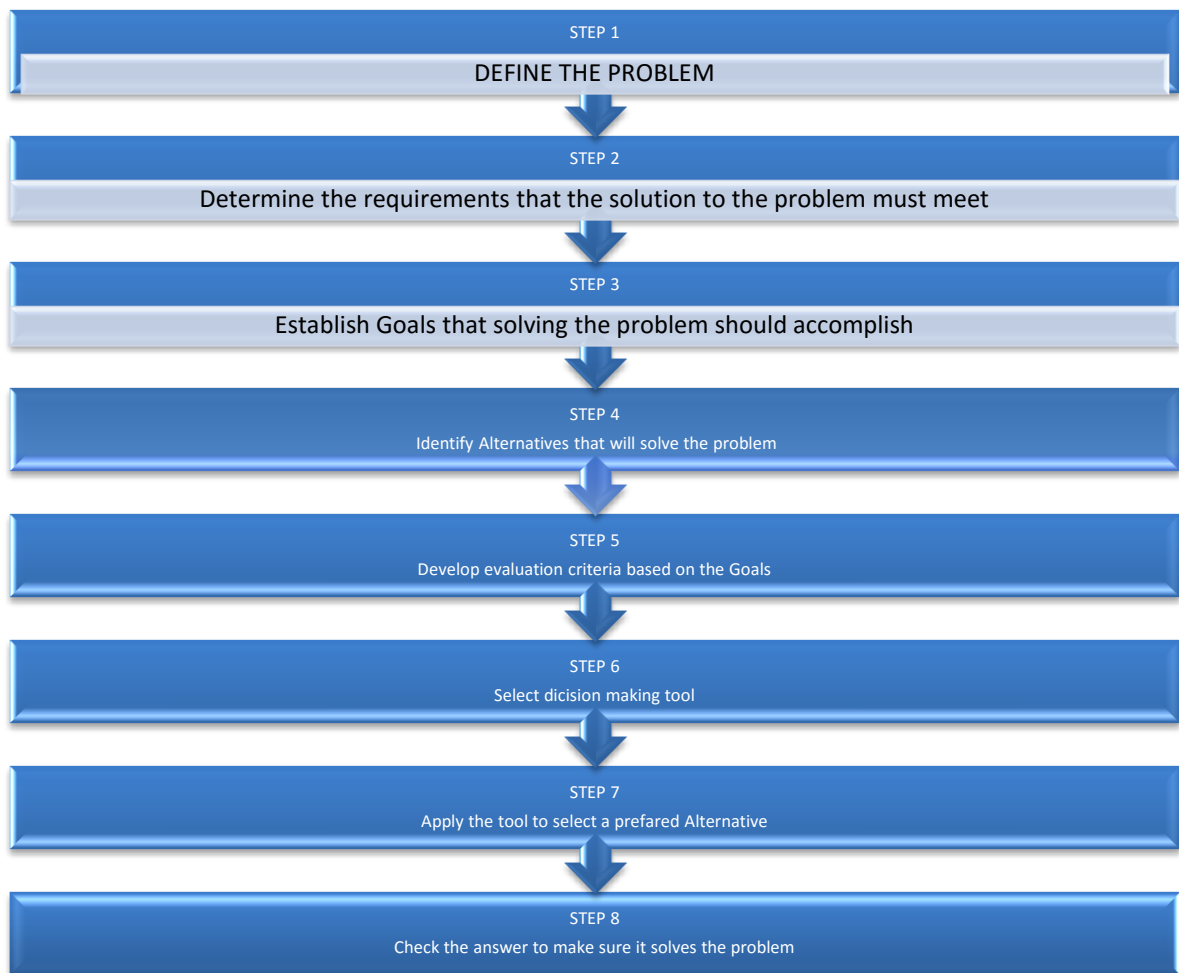 STEP 1
DEFINE THE PROBLEM
STEP 2
Determine the requirements that the solution to the problem must meet
STEP 3
Establish Goals that solving the problem should accomplish
STEP 4
Identify Alternatives that will solve the problem
STEP 5
Develop evaluation criteria based on the Goals
STEP 6
Select dicision making tool
STEP 7
Apply the tool to select a prefared Alternative
STEP 8
Check the answer to make sure it solves the problem